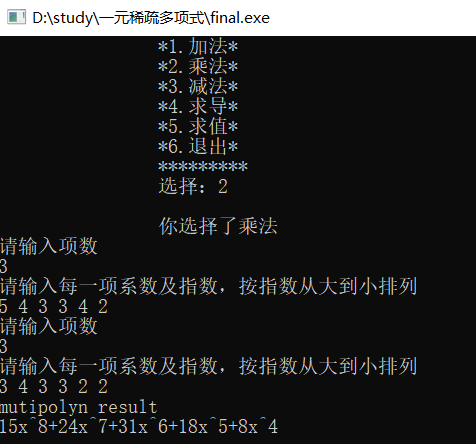 D:\study\一元稀疏多项式\final.exe
*1.加法*
*2.乘法*
*3.减法*
*4.求导*
*5.求值*
*6.退出*
*********
选择：2
你选择了乘法
请输入项数
3
请输入每一项系数及指数，按指数从大到小排列
5 4 3 3 4 2
请输入项数
3
请输入每一项系数及指数，按指数从大到小排列
3 4 3 3 2 2
mutipolyn result
15x^8+24x^7+31x^6+18x^5+8x^4